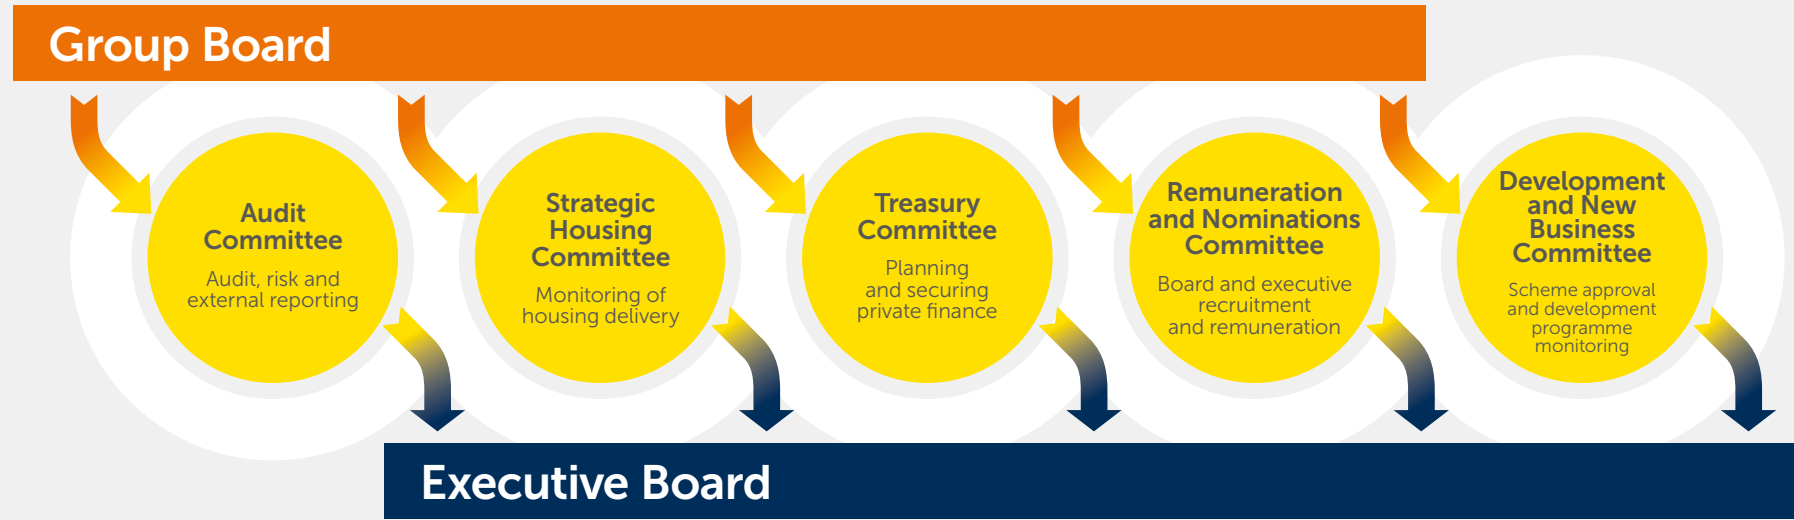 Group Board
Audit
Committee
Audit, risk and
external reporting
Strategic
Housing
Committee
Monitoring of
housing delivery
Treasury
Committee
Planning
and securing
private finance
Remuneration
and Nominations
Committee
Board and executive
recruitment
and remuneration
Development
and New
Business
Committee
Scheme approval
and development
programme
monitoring
Executive Board